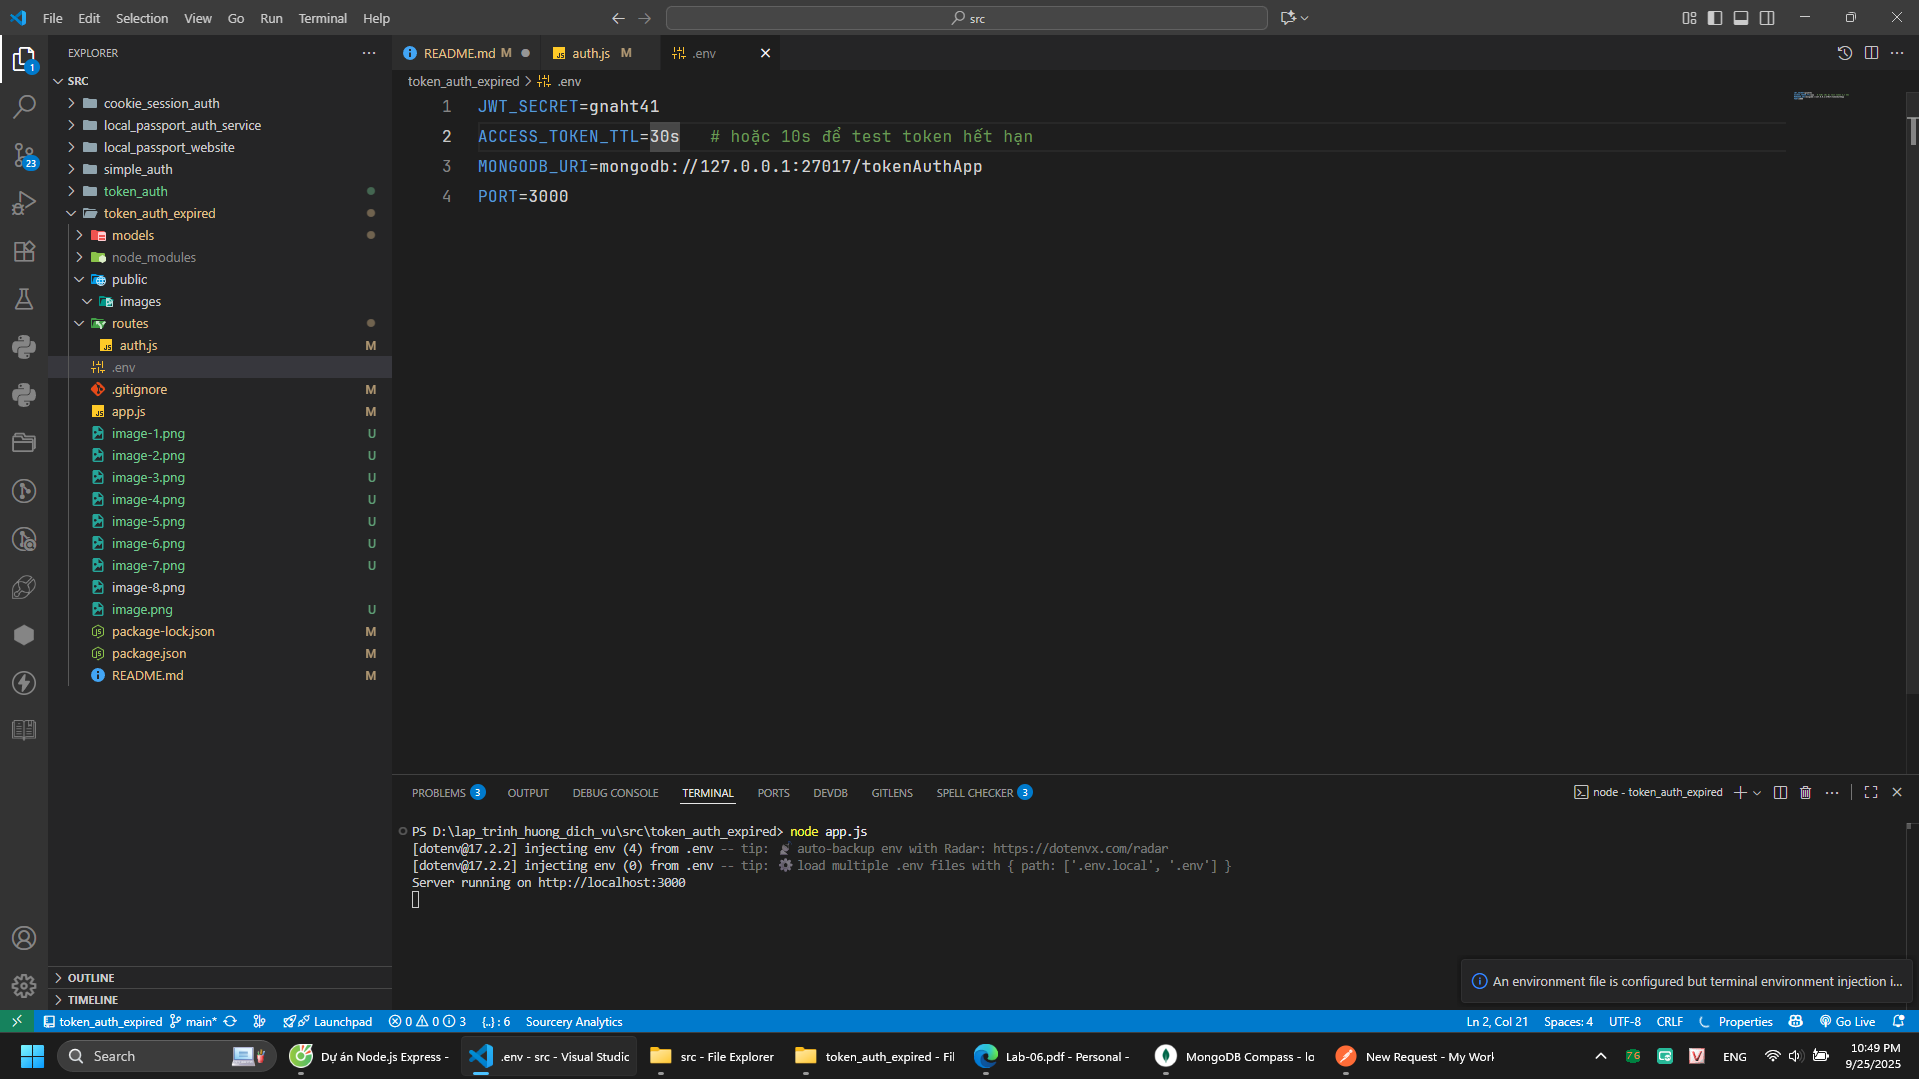 File Edit Selection View Go Run Terminal Help
src
EXPLORER
1
23
SRC
cookie_session_auth
local_passport_auth_service
local_passport_website
simple_auth
token_auth
token_auth_expired
models
node_modules
public
images
routes
auth.js M
.env
.gitignore M
app.js M
image-1.png U
image-2.png U
image-3.png U
image-4.png U
image-5.png U
image-6.png U
image-7.png U
image-8.png
image.png U
package-lock.json M
package.json M
README.md M
OUTLINE
TIMELINE
README.md M
auth.js M
.env
token_auth_expired > .env
1 JWT_SECRET=gnaht41
2 ACCESS_TOKEN_TTL=30s # hoặc 10s để test token hết hạn
3 MONGODB_URI=mongodb://127.0.0.1:27017/tokenAuthApp
4 PORT=3000
PROBLEMS 3 OUTPUT DEBUG CONSOLE TERMINAL PORTS DEVDB GITLENS SPELL CHECKER 3
node - token_auth_expired
PS D:\lap_trinh_huong_dich_vu\src\token_auth_expired> node app.js
[dotenv@17.2.2] injecting env (4) from .env -- tip: 📡 auto-backup env with Radar: https://dotenvx.com/radar
[dotenv@17.2.2] injecting env (0) from .env -- tip: ⚙️ load multiple .env files with { path: ['.env.local', '.env'] }
Server running on http://localhost:3000
An environment file is configured but terminal environment injection i...
token_auth_expired main* Launchpad 0 0 3 {..}: 6 Sourcery Analytics
Ln 2, Col 21 Spaces: 4 UTF-8 CRLF Properties Go Live
Search
Dự án Node.js Express -
.env - src - Visual Studio
src - File Explorer
token_auth_expired - Fil
Lab-06.pdf - Personal -
MongoDB Compass - lo
New Request - My Work
76
V
ENG
10:49 PM
9/25/2025